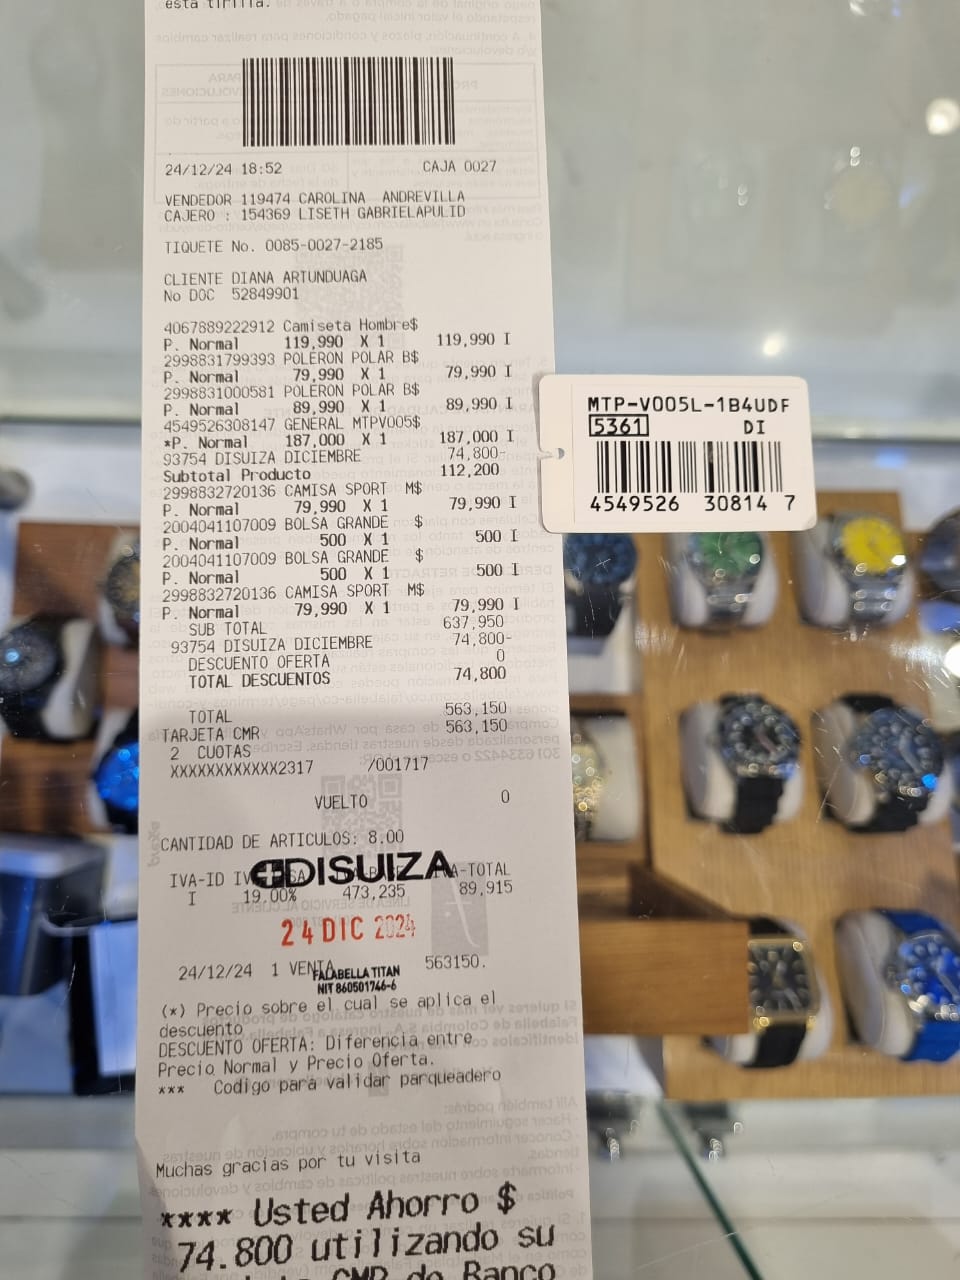 esta tirilla.
24/12/24 18:52 CAJA 0027
VENDEDOR 119474 CAROLINA ANDREVILLA
CAJERO : 154369 LISETH GABRIELAPULID
TIQUETE No. 0085-0027-2185
CLIENTE DIANA ARTUNDUAGA
No DOC 52849901
4067889222912 Camiseta Hombre$
P. Normal 119,990 X 1 119,990 I
2998831799393 POLERON POLAR B$
P. Normal 79,990 X 1 79,990 I
2998831000581 POLERON POLAR B$
P. Normal 89,990 X 1 89,990 I
4549526308147 GENERAL MTPV005$
*P. Normal 187,000 X 1 187,000 I
93754 DISUIZA DICIEMBRE 74,800-
Subtotal Producto 112,200
2998832720136 CAMISA SPORT M$
P. Normal 79,990 X 1 79,990 I
2004041107009 BOLSA GRANDE $
P. Normal 500 X 1 500 I
2004041107009 BOLSA GRANDE $
P. Normal 500 X 1 500 I
2998832720136 CAMISA SPORT M$
P. Normal 79,990 X 1 79,990 I
SUB TOTAL 637,950
93754 DISUIZA DICIEMBRE 74,800-
DESCUENTO OFERTA 0
TOTAL DESCUENTOS 74,800
TOTAL 563,150
TARJETA CMR 563,150
2 CUOTAS
XXXXXXXXXXXX2317 /001717
VUELTO 0
CANTIDAD DE ARTICULOS: 8.00
DISUIZA
IVA-ID IVA-TOTAL
I 19.00% 473,235 89,915
24 DIC 2024
24/12/24 1 VENTA 563150.
FALABELLA TITAN
NIT 860501746-6
(*) Precio sobre el cual se aplica el
descuento
DESCUENTO OFERTA: Diferencia entre
Precio Normal y Precio Oferta.
*** Codigo para validar parqueadero
Muchas gracias por tu visita
**** Usted Ahorro $
74.800 utilizando su
CMR de Banco
MTP-V005L-1B4UDF
5361 DI
4549526 30814 7